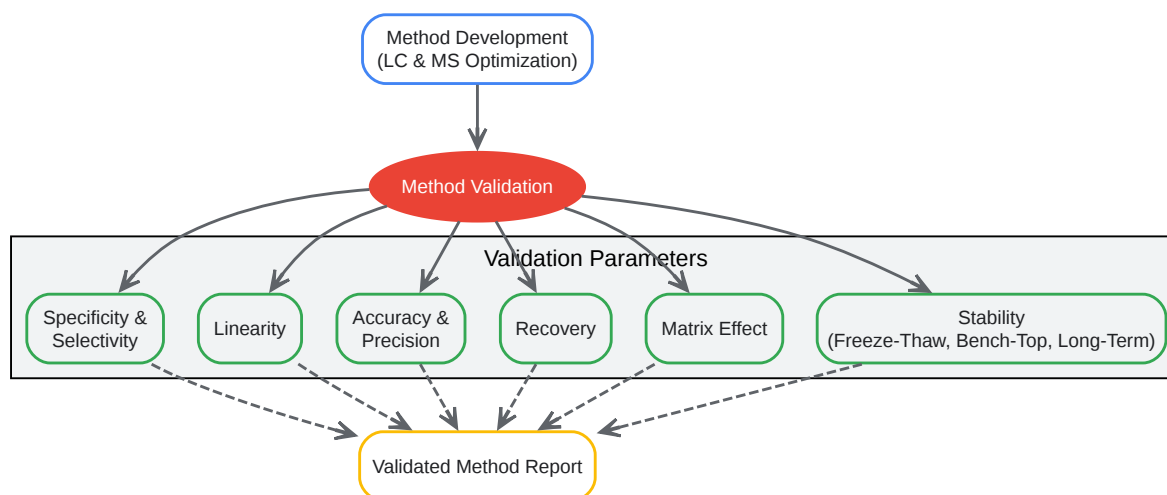 Method Development
(LC & MS Optimization)
Method Validation
Validation Parameters
Specificity &
Selectivity
Linearity
Accuracy &
Precision
Recovery
Matrix Effect
Stability
(Freeze-Thaw, Bench-Top, Long-Term)
Validated Method Report